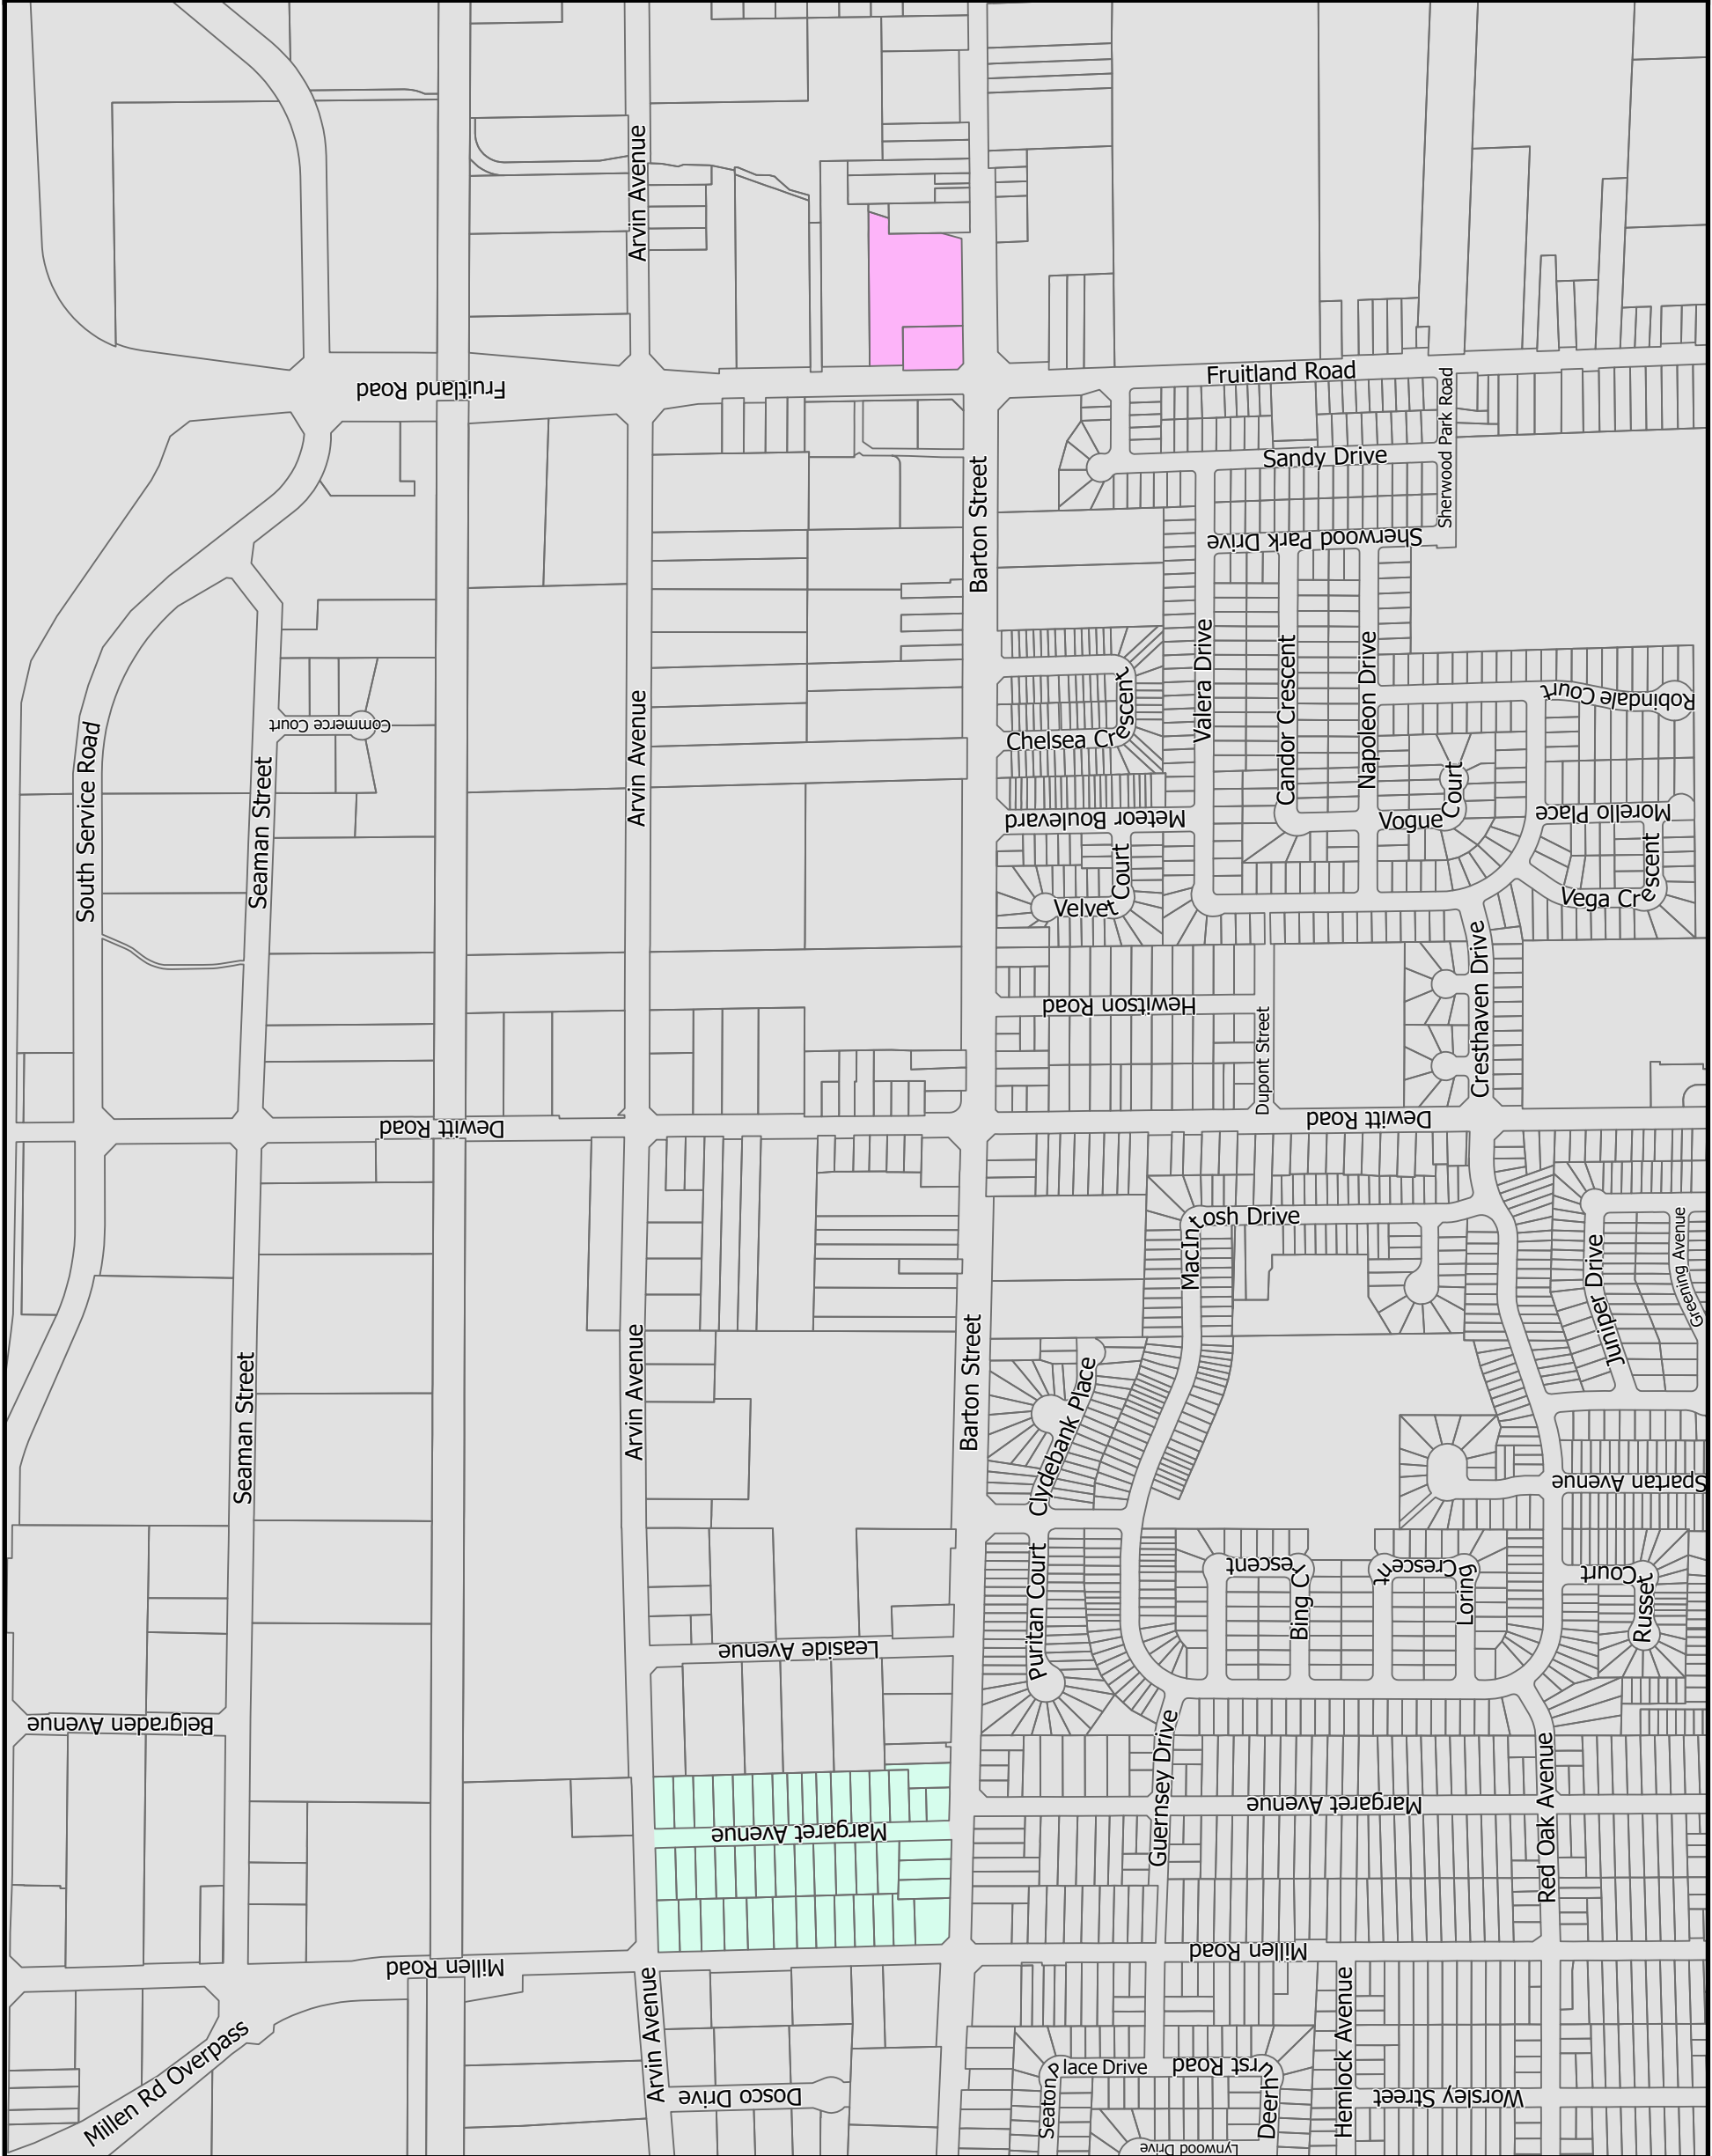 Arvin Avenue
Fruitland Road
Fruitland Road
Sherwood Park Road
Sandy Drive
Barton Street
Sherwood Park Drive
Valera Drive
Candor Crescent
Napoleon Drive
Robindale Court
Chelsea Crescent
Commerce Court
South Service Road
Seaman Street
Arvin Avenue
Meteor Boulevard
Vogue Court
Morello Place
Velvet Court
Vega Crescent
Cresthaven Drive
Hewitson Road
Dupont Street
Dewitt Road
Dewitt Road
MacIntosh Drive
Juniper Drive
Greening Avenue
Seaman Street
Arvin Avenue
Barton Street
Clydebank Place
Spartan Avenue
Puritan Court
Bing Crescent
Loring Crescent
Russet Court
Leaside Avenue
Belgraden Avenue
Guernsey Drive
Margaret Avenue
Margaret Avenue
Red Oak Avenue
Millen Road
Millen Road
Arvin Avenue
Hemlock Avenue
Millen Rd Overpass
Seaton Place Drive
Deerhurst Road
Dosco Drive
Worsley Street
Lynwood Drive